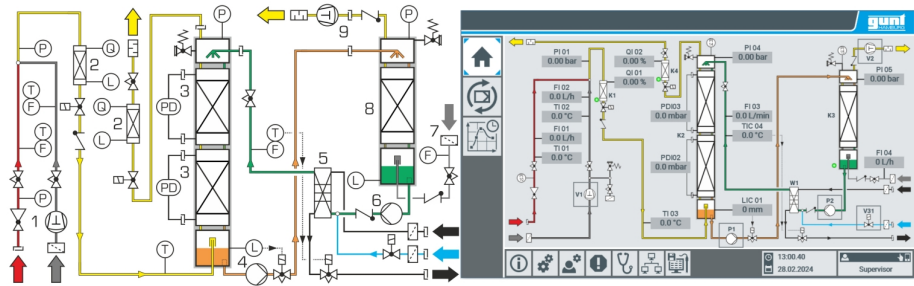 P
Q
2
L
T
F
T
F
P
1
Q
2
L
T
P
3
PD
3
PD
L
4
9
P
8
T
F
5
L
6
7
F
gunt
HAMBURG
PI 01
0.00 bar
QI 02
0.00 %
QI 01
0.00 %
K4
K1
FI 02
0.0 L/h
TI 02
0.0 °C
FI 01
0.0 L/h
TI 01
0.0 °C
V1
TI 03
0.0 °C
PI 04
0.00 bar
PDI03
0.0 mbar
K2
PDI02
0.0 mbar
FI 03
0.0 L/min
TIC 04
0.0 °C
LIC 01
0 mm
P1
V2
PI 05
0.00 bar
K3
FI 04
0 L/h
W1
P2
V31
13:00.40
28.02.2024
Supervisor